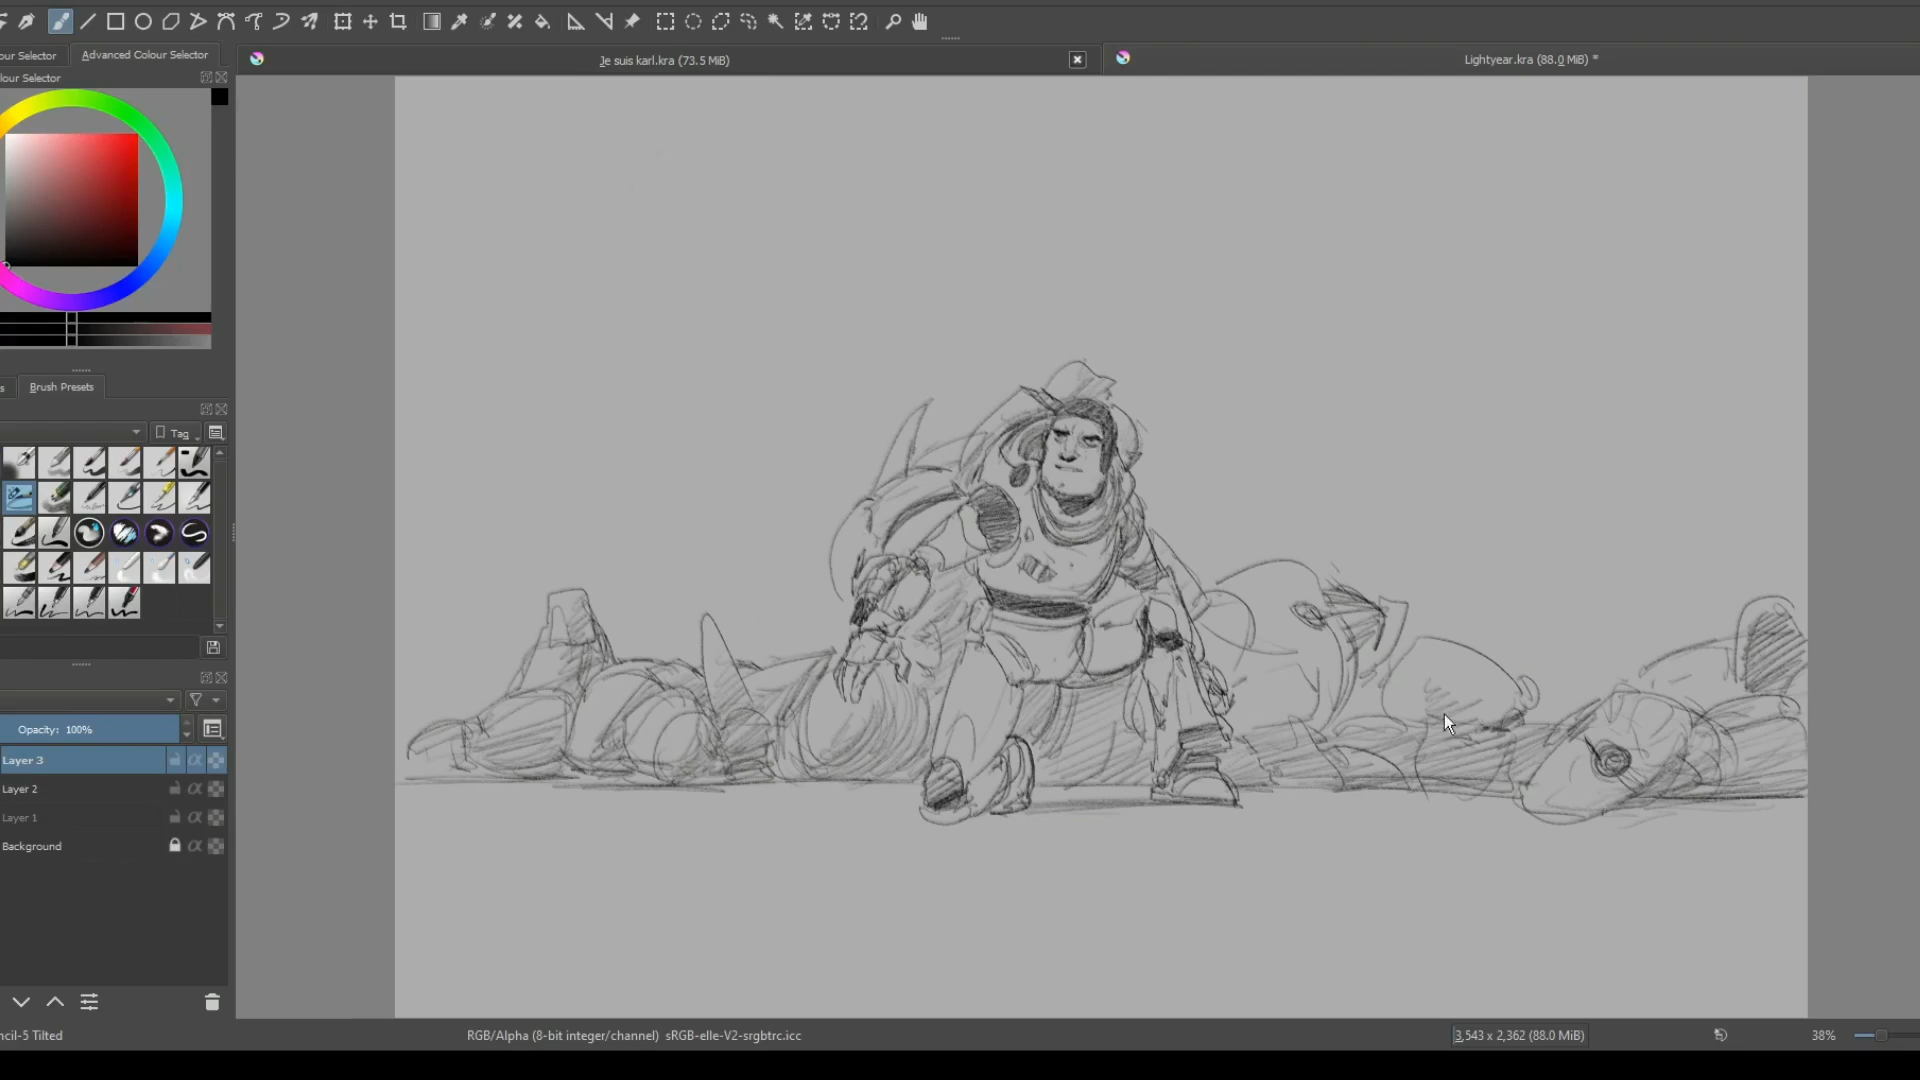 our Selector
Advanced Colour Selector
Je suis karl.kra (73.5 MiB)
Lightyear.kra (88.0 MiB) *
lour Selector
s
Brush Presets
Tag
Opacity: 100%
Layer 3
Layer 2
Layer 1
Background
ncil-5 Tilted
RGB/Alpha (8-bit integer/channel) sRGB-elle-V2-srgbtrc.icc
3,543 x 2,362 (88.0 MiB)
38%